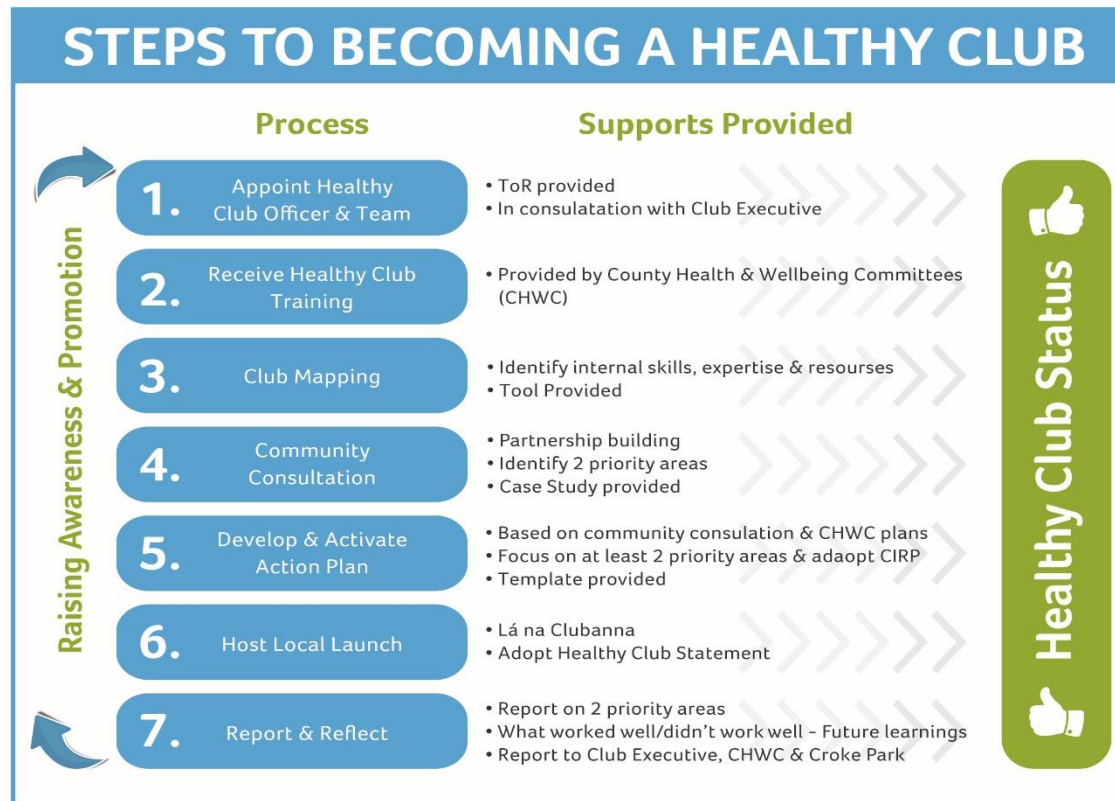 STEPS TO BECOMING A HEALTHY CLUB
Process
Supports Provided
Raising Awareness & Promotion
1.
Appoint Healthy
Club Officer & Team
• ToR provided
• In consulatation with Club Executive
2.
Receive Healthy Club
Training
• Provided by County Health & Wellbeing Committees
(CHWC)
3.
Club Mapping
• Identify internal skills, expertise & resourses
• Tool Provided
4.
Community
Consultation
• Partnership building
• Identify 2 priority areas
• Case Study provided
5.
Develop & Activate
Action Plan
• Based on community consulation & CHWC plans
• Focus on at least 2 priority areas & adaopt CIRP
• Template provided
6.
Host Local Launch
• Lá na Clubanna
• Adopt Healthy Club Statement
7.
Report & Reflect
• Report on 2 priority areas
• What worked well/didn't work well - Future learnings
• Report to Club Executive, CHWC & Croke Park
Healthy Club Status